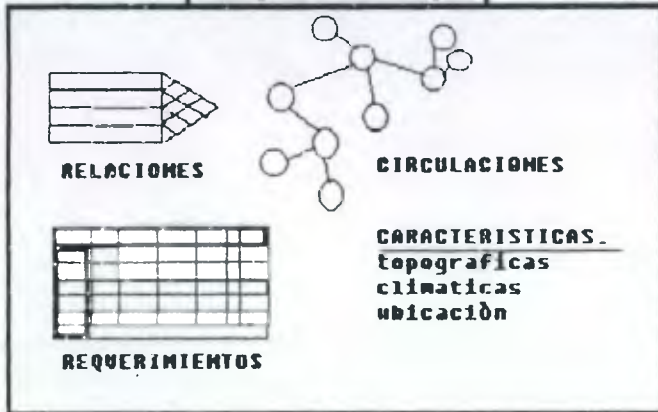 RELACIONES
CIRCULACIONES
REQUERIMIENTOS
CARACTERISTICAS.
topograficas
climaticas
ubicaciòn